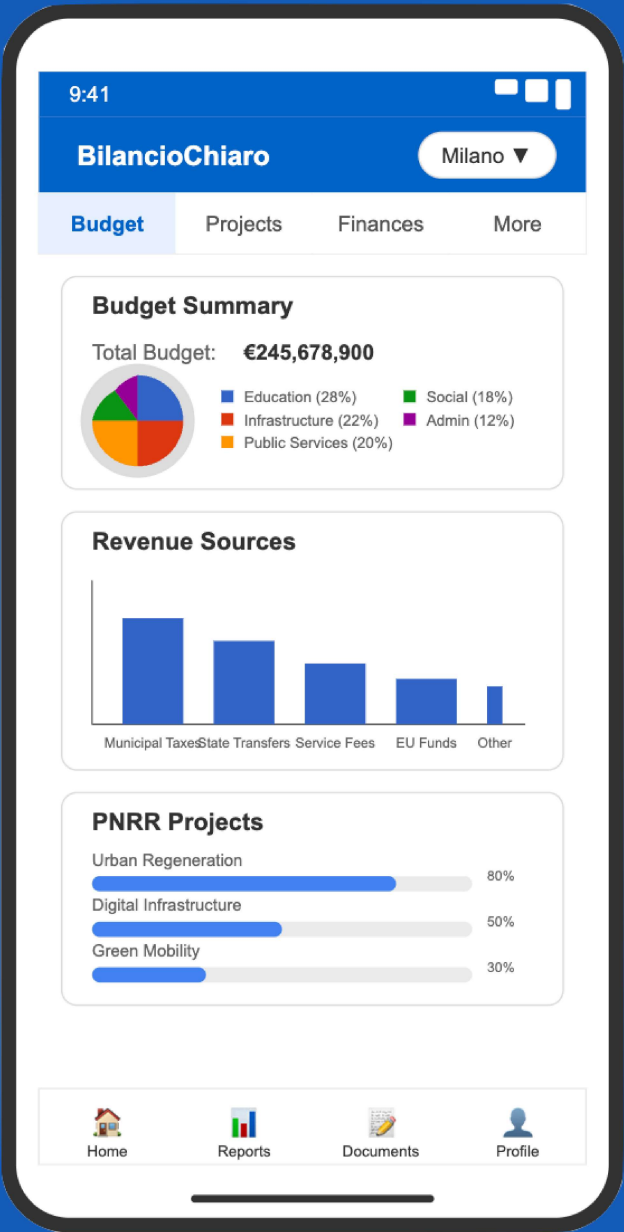 9:41
BilancioChiaro
Milano ▼
Budget Projects Finances More
Budget Summary
Total Budget: €245,678,900
Education (28%) Social (18%)
Infrastructure (22%) Admin (12%)
Public Services (20%)
Revenue Sources
Municipal Taxes State Transfers Service Fees EU Funds Other
PNRR Projects
Urban Regeneration
80%
Digital Infrastructure
50%
Green Mobility
30%
Home Reports Documents Profile